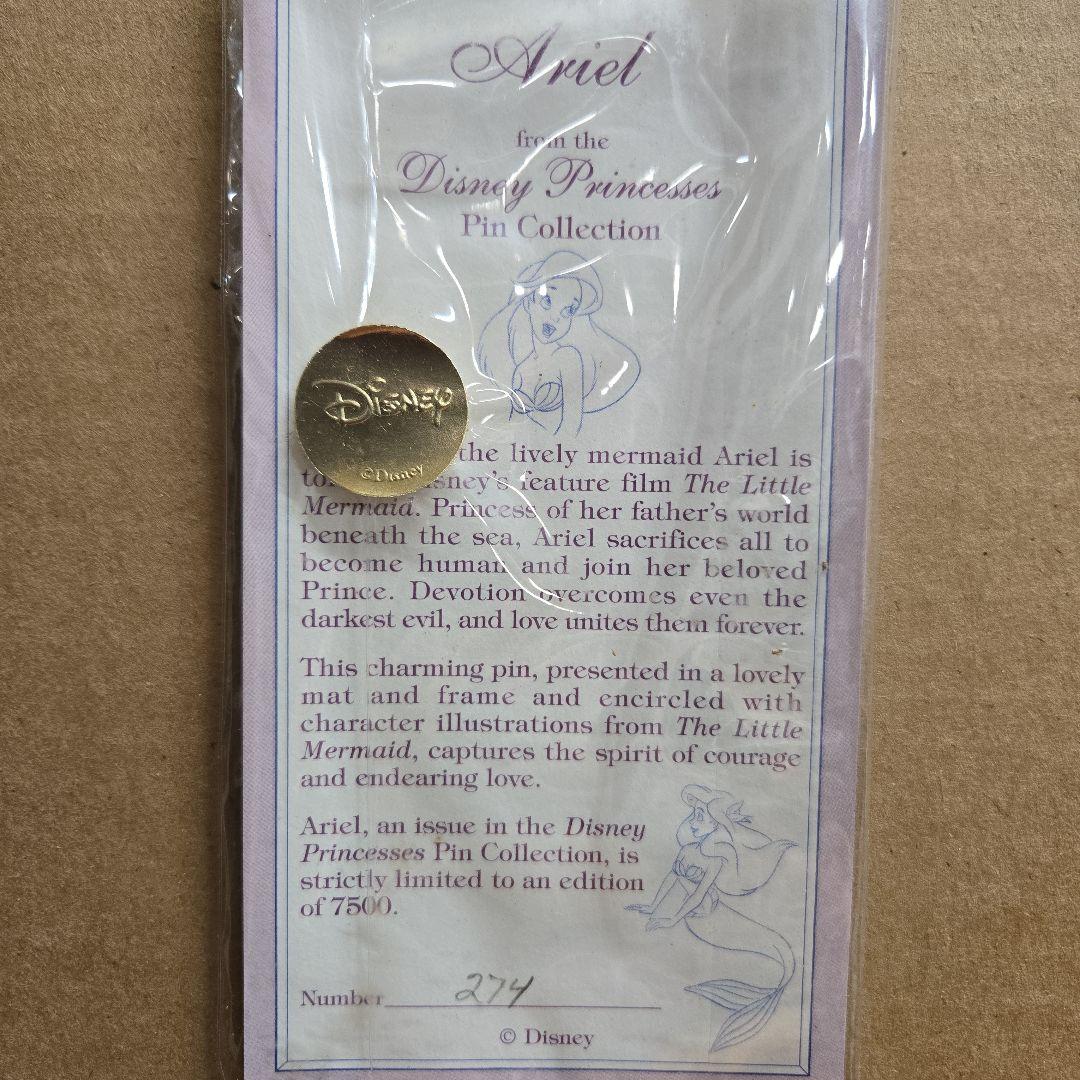 Ariel
from the
Disney Princesses
Pin Collection
DISNEY
©Disney
the lively mermaid Ariel is
sney's feature film The Little
Mermaid. Princess of her father's world
beneath the sea, Ariel sacrifices all to
become human and join her beloved
Prince. Devotion overcomes even the
darkest evil, and love unites them forever.
This charming pin, presented in a lovely
mat and frame and encircled with
character illustrations from The Little
Mermaid, captures the spirit of courage
and endearing love.
Ariel, an issue in the Disney
Princesses Pin Collection, is
strictly limited to an edition
of 7500.
Number 274
© Disney